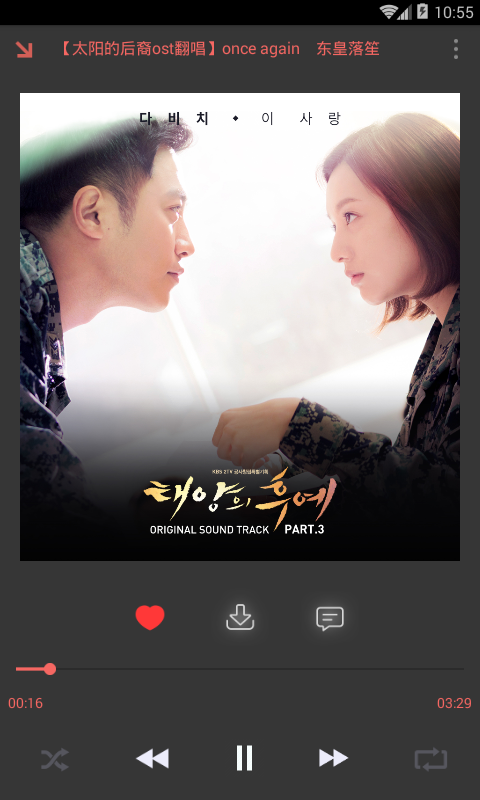 10:55
【太阳的后裔ost翻唱】once again 东皇落笙
다 비 치 ◆ 이 사 랑
KBS 2TV 공사창립특별기획
태양의 후예
ORIGINAL SOUND TRACK PART.3
00:16 03:29